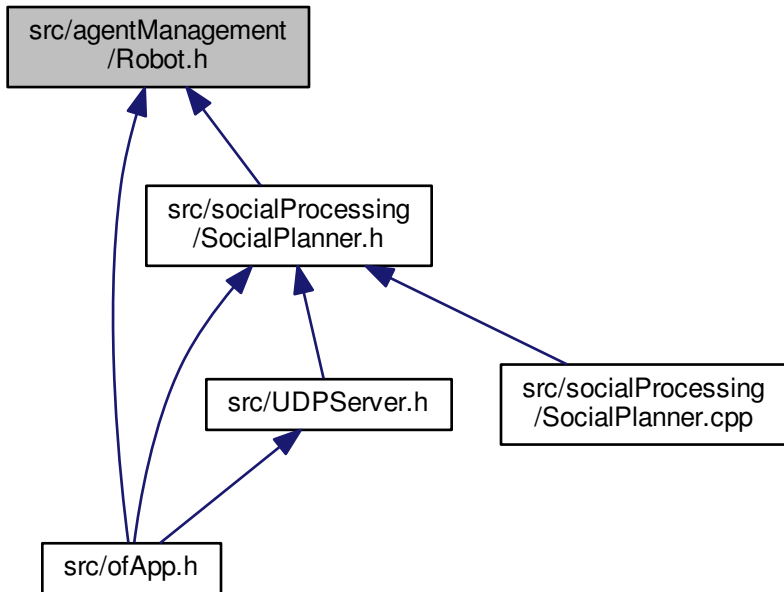 src/agentManagement
/Robot.h
src/socialProcessing
/SocialPlanner.h
src/UDPServer.h
src/socialProcessing
/SocialPlanner.cpp
src/ofApp.h